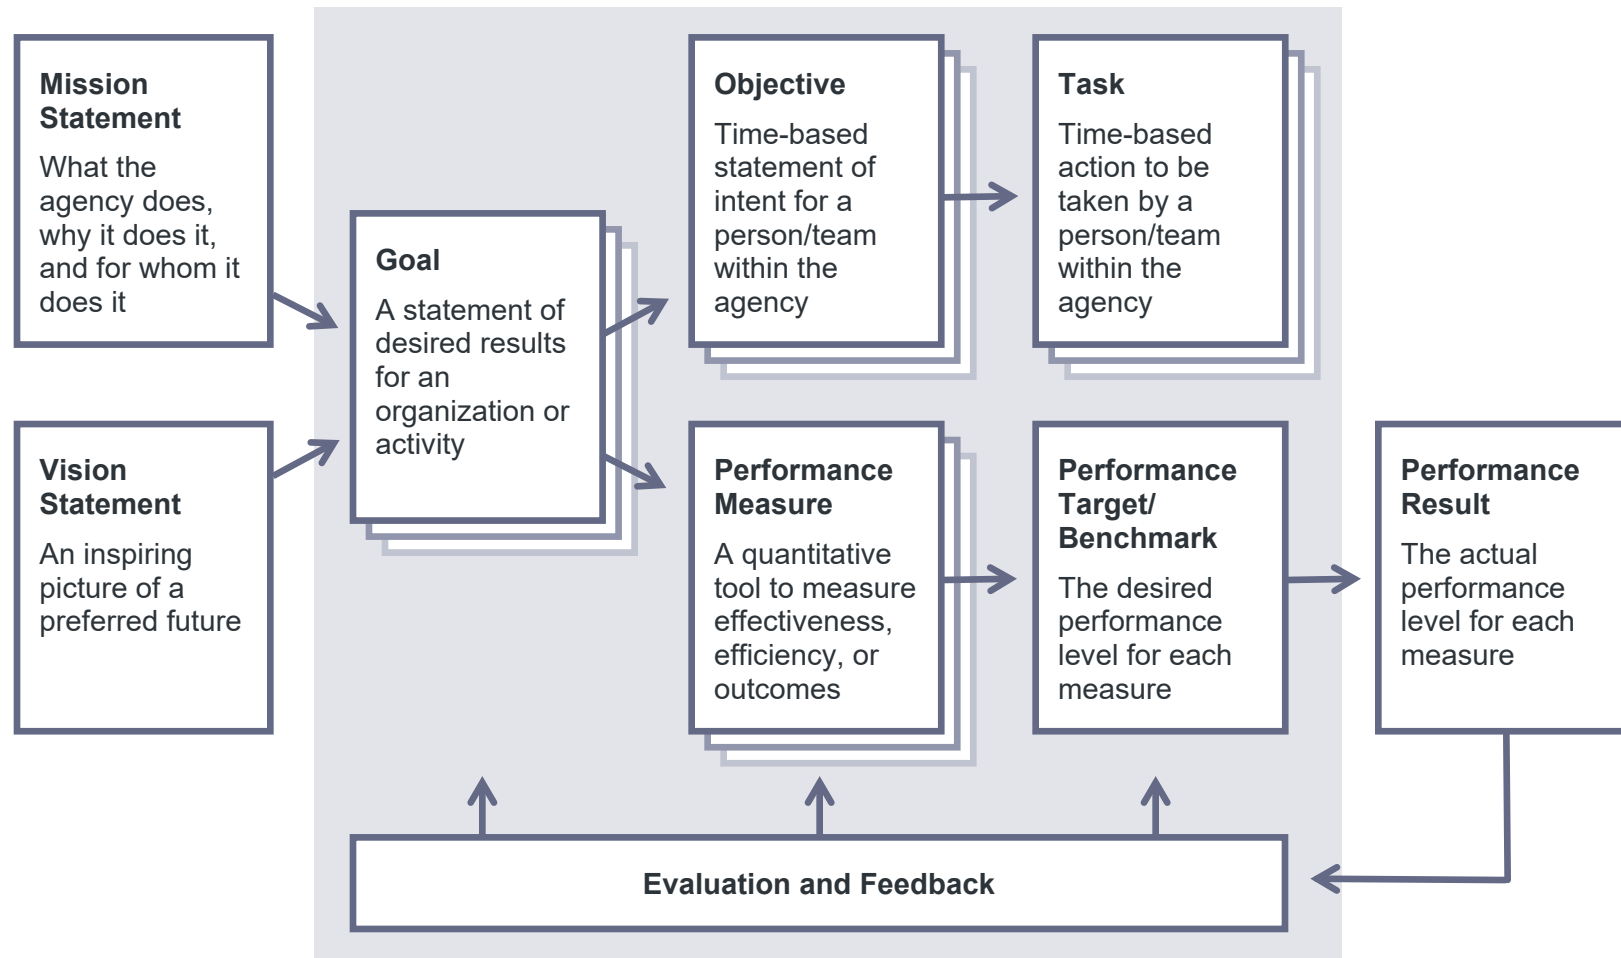 Mission
Statement
What the
agency does,
why it does it,
and for whom it
does it
Vision
Statement
An inspiring
picture of a
preferred future
Goal
A statement of
desired results
for an
organization or
activity
Objective
Time-based
statement of
intent for a
person/team
within the
agency
Task
Time-based
action to be
taken by a
person/team
within the
agency
Performance
Measure
A quantitative
tool to measure
effectiveness,
efficiency, or
outcomes
Performance
Target/
Benchmark
The desired
performance
level for each
measure
Performance
Result
The actual
performance
level for each
measure
Evaluation and Feedback